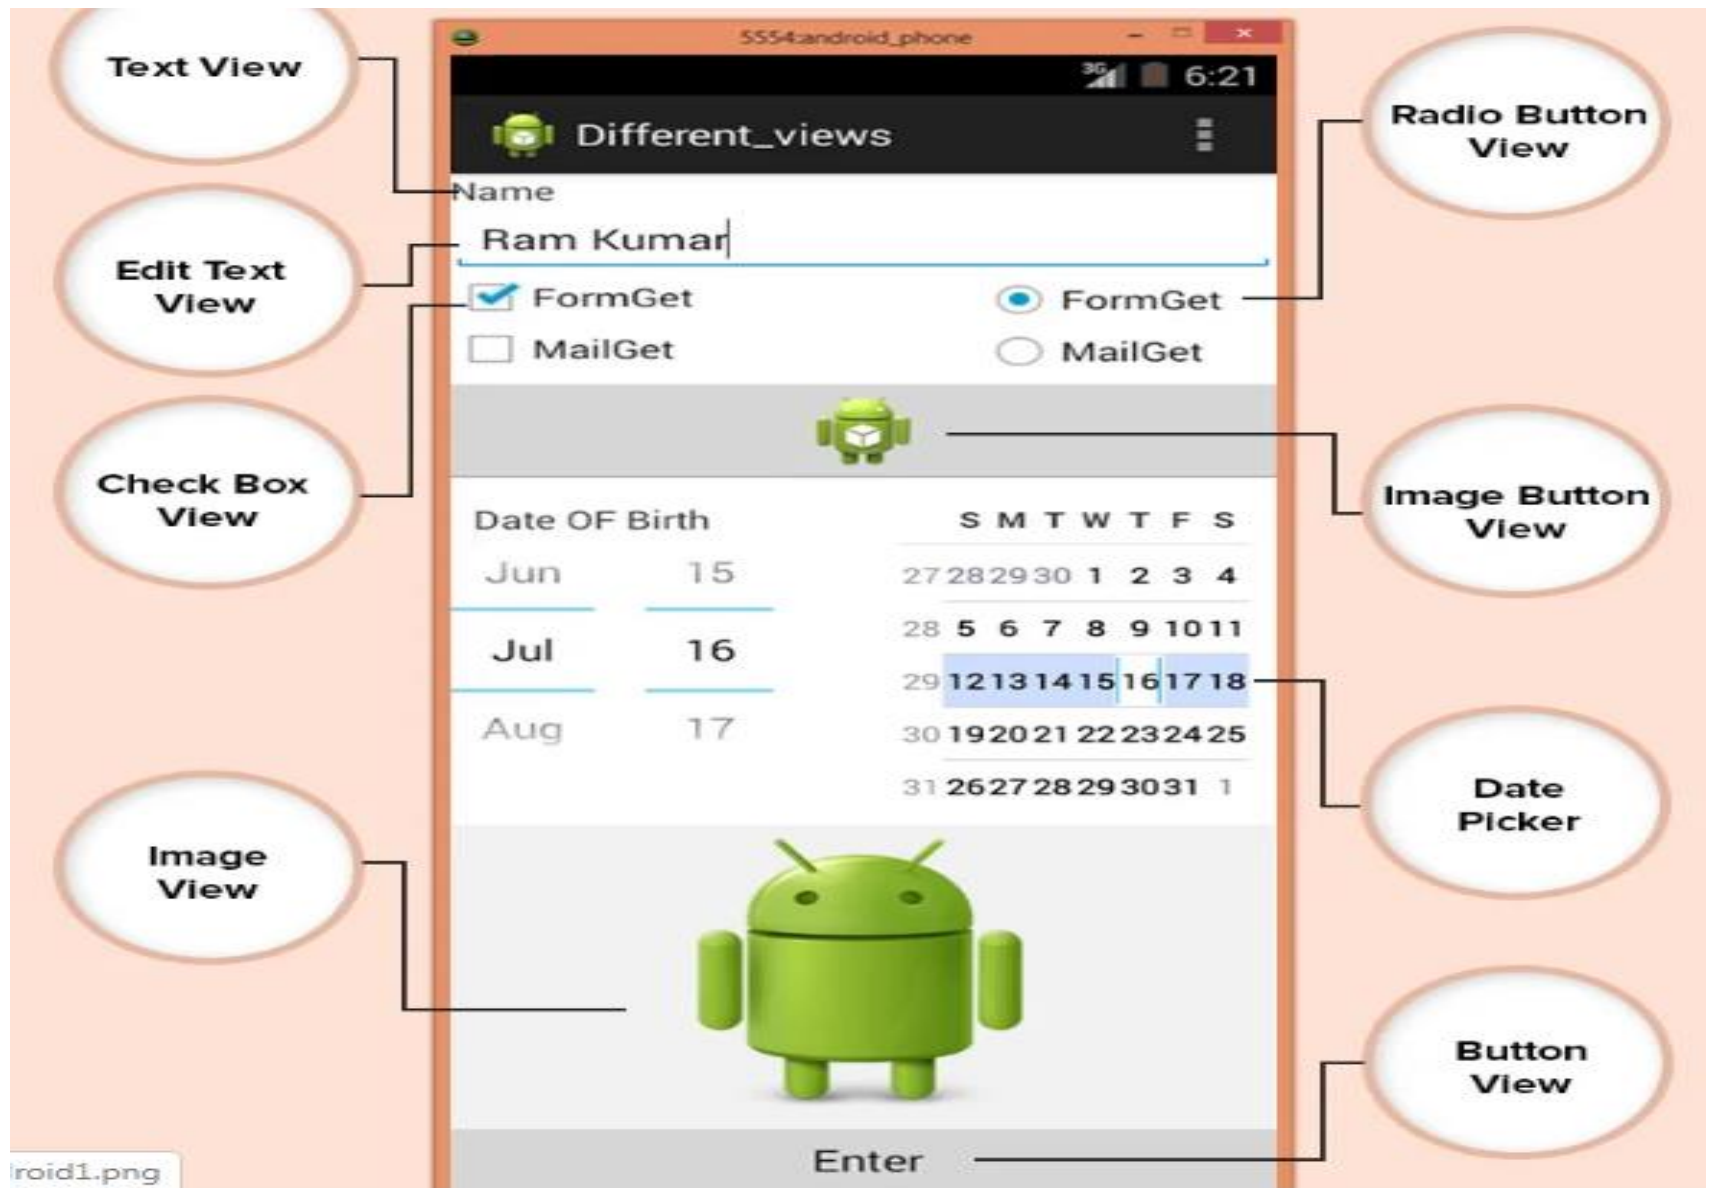 5554:android_phone
3G 6:21
Different_views
Text View
Name
Ram Kumar
Edit Text
View
FormGet
MailGet
FormGet
MailGet
Radio Button
View
Check Box
View
Image Button
View
Date OF Birth
Jun 15
Jul 16
Aug 17
S M T W T F S
27 28 29 30 1 2 3 4
28 5 6 7 8 9 10 11
29 12 13 14 15 16 17 18
30 19 20 21 22 23 24 25
31 26 27 28 29 30 31 1
Date
Picker
Image
View
Button
View
Enter
roid1.png